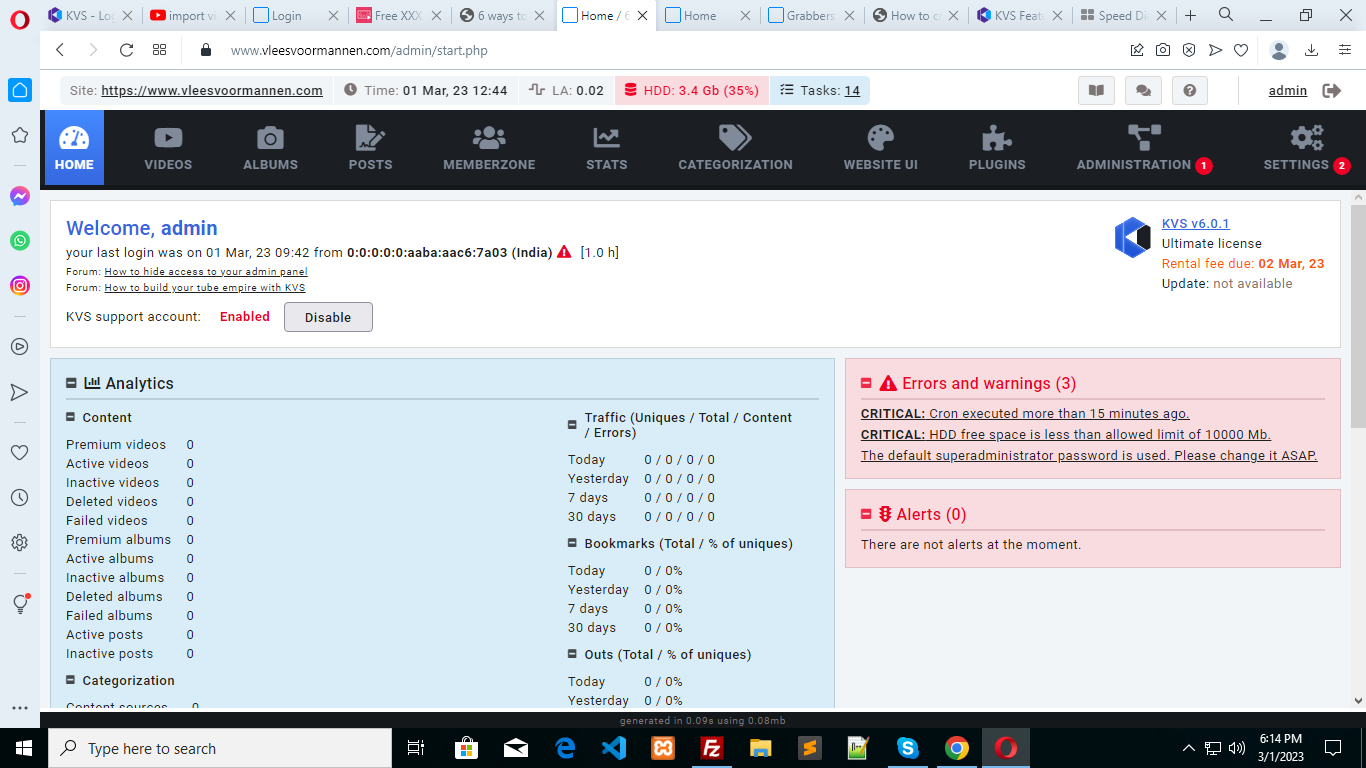 KVS - Log
import vi
Login
Free XXX
6 ways to
Home / 6
Home
Grabbers
How to c
KVS Feat
Speed Di
www.vleesvoormannen.com/admin/start.php
Site: https://www.vleesvoormannen.com
Time: 01 Mar, 23 12:44
LA: 0.02
HDD: 3.4 Gb (35%)
Tasks: 14
admin
HOME
VIDEOS
ALBUMS
POSTS
MEMBERZONE
STATS
CATEGORIZATION
WEBSITE UI
PLUGINS
ADMINISTRATION 1
SETTINGS 2
Welcome, admin
your last login was on 01 Mar, 23 09:42 from 0:0:0:0:0:aaba:aac6:7a03 (India) [1.0 h]
Forum: How to hide access to your admin panel
Forum: How to build your tube empire with KVS
KVS support account: Enabled Disable
KVS v6.0.1
Ultimate license
Rental fee due: 02 Mar, 23
Update: not available
Analytics
Content
Premium videos 0
Active videos 0
Inactive videos 0
Deleted videos 0
Failed videos 0
Premium albums 0
Active albums 0
Inactive albums 0
Deleted albums 0
Failed albums 0
Active posts 0
Inactive posts 0
Categorization
Content sources 0
Traffic (Uniques / Total / Content
/ Errors)
Today 0 / 0 / 0 / 0
Yesterday 0 / 0 / 0 / 0
7 days 0 / 0 / 0 / 0
30 days 0 / 0 / 0 / 0
Bookmarks (Total / % of uniques)
Today 0 / 0%
Yesterday 0 / 0%
7 days 0 / 0%
30 days 0 / 0%
Outs (Total / % of uniques)
Today 0 / 0%
Yesterday 0 / 0%
Errors and warnings (3)
CRITICAL: Cron executed more than 15 minutes ago.
CRITICAL: HDD free space is less than allowed limit of 10000 Mb.
The default superadministrator password is used. Please change it ASAP.
Alerts (0)
There are not alerts at the moment.
generated in 0.09s using 0.08mb
Type here to search
6:14 PM
3/1/2023